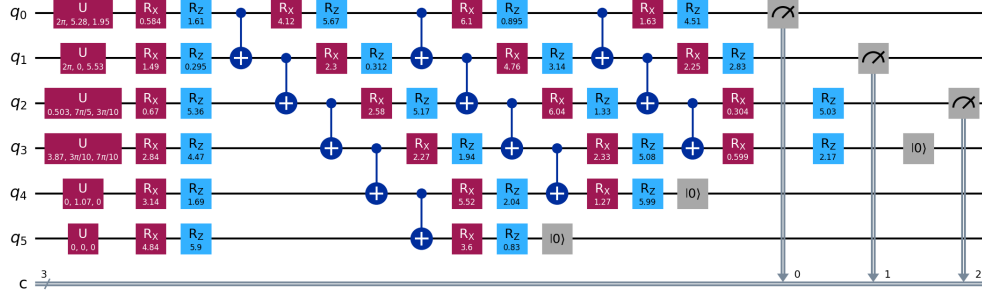 q0 U 2π, 5.28, 1.95 RX 0.584 RZ 1.61 RX 4.12 RZ 5.67 RX 6.1 RZ 0.895 RX 1.63 RZ 4.51
q1 U 2π, 0, 5.53 RX 1.49 RZ 0.295 RX 2.3 RZ 0.312 RX 4.76 RZ 3.14 RX 2.25 RZ 2.83
q2 U 0.503, 7π/5, 3π/10 RX 0.67 RZ 5.36 RX 2.58 RZ 5.17 RX 6.04 RZ 1.33 RX 0.304 RZ 5.03
q3 U 3.87, 3π/10, 7π/10 RX 2.84 RZ 4.47 RX 2.27 RZ 1.94 RX 2.33 RZ 5.08 RX 0.599 RZ 2.17 |0⟩
q4 U 0, 1.07, 0 RX 3.14 RZ 1.69 RX 5.52 RZ 2.04 RX 1.27 RZ 5.99 |0⟩
q5 U 0, 0, 0 RX 4.84 RZ 5.9 RX 3.6 RZ 0.83 |0⟩
c 3 0 1 2